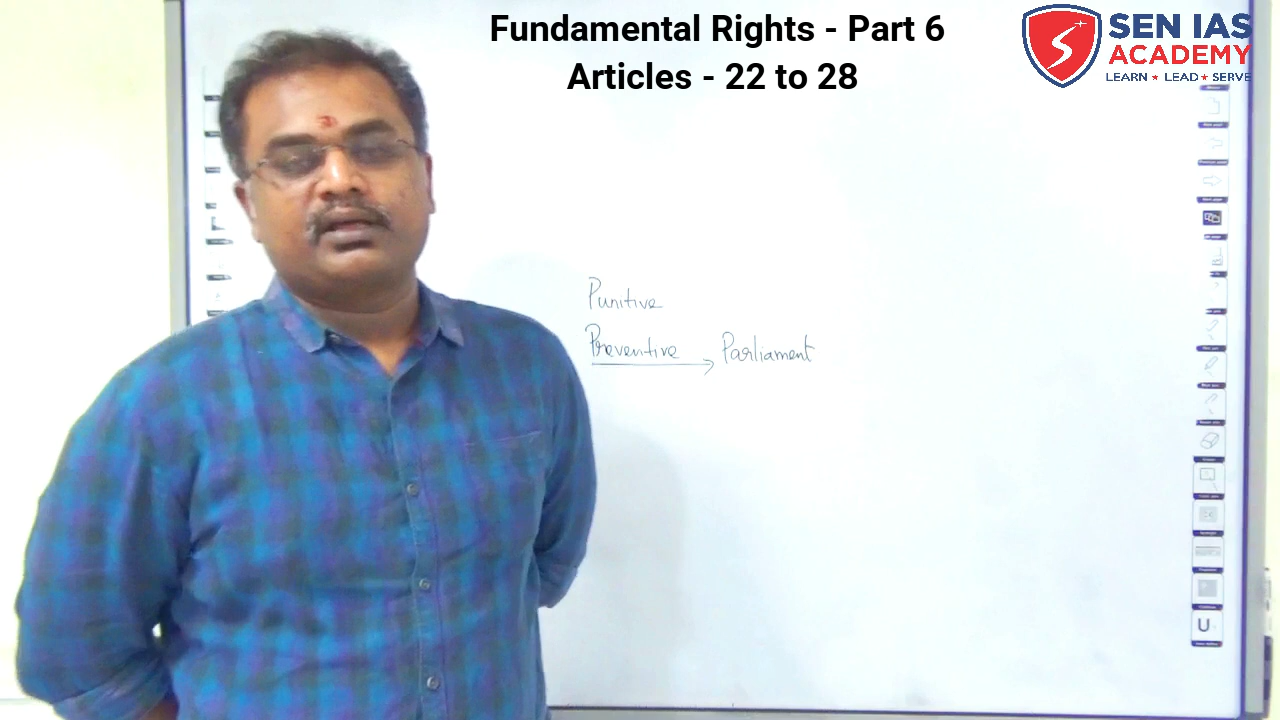 Fundamental Rights - Part 6
Articles - 22 to 28
SEN IAS
ACADEMY
LEARN ★ LEAD ★ SERVE
Punitive
Preventive → Parliament
U